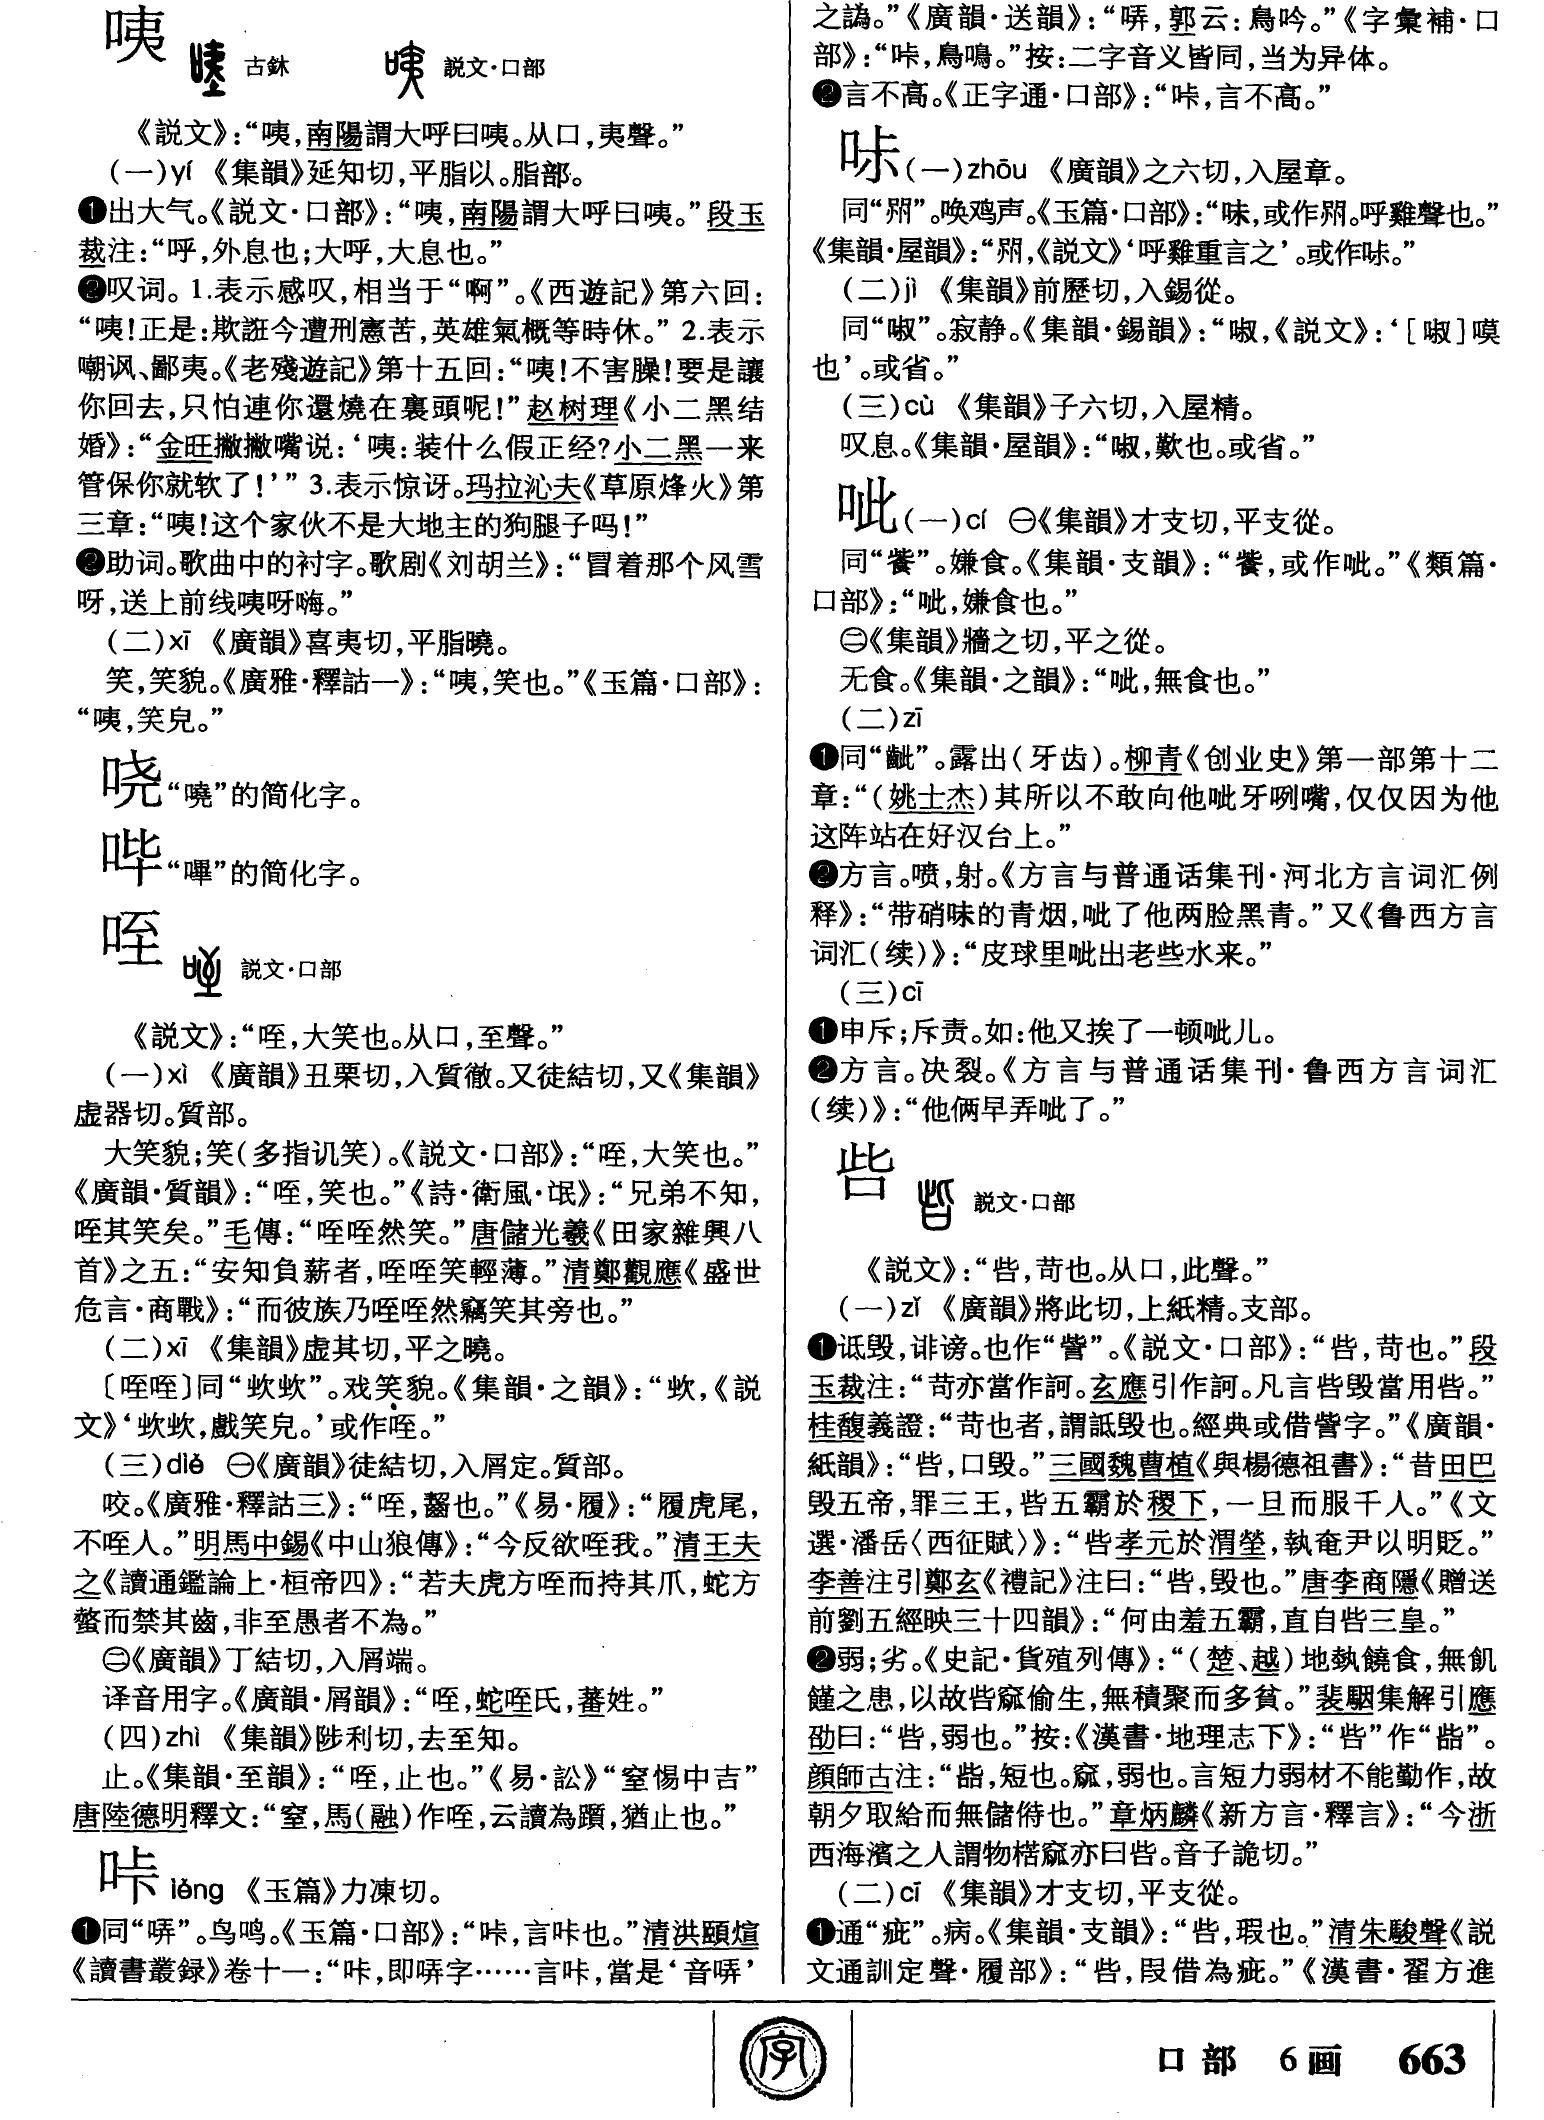 咦 古鉢 説文·口部
《説文》：“咦，南陽謂大呼曰咦。从口，夷聲。”
（一）yí 《集韻》延知切，平脂以。脂部。
❶出大气。《説文·口部》：“咦，南陽謂大呼曰咦。”段玉
裁注：“呼，外息也；大呼，大息也。”
❷叹词。1.表示感叹，相当于“啊”。《西遊記》第六回：
“咦！正是：欺誑今遭刑憲苦，英雄氣概等時休。” 2.表示
嘲讽、鄙夷。《老殘遊記》第十五回：“咦！不害臊！要是讓
你回去，只怕連你還燒在裏頭呢！”赵树理《小二黑结
婚》：“金旺撇撇嘴说：‘咦：装什么假正经？小二黑一来
管保你就软了！’” 3.表示惊讶。玛拉沁夫《草原烽火》第
三章：“咦！这个家伙不是大地主的狗腿子吗！”
❷助词。歌曲中的衬字。歌剧《刘胡兰》：“冒着那个风雪
呀，送上前线咦呀嗨。”
（二）xī 《廣韻》喜夷切，平脂曉。
笑，笑貌。《廣雅·釋詁一》：“咦，笑也。”《玉篇·口部》：
“咦，笑皃。”
哓“嘵”的简化字。
哔“嗶”的简化字。
咥 説文·口部
《説文》：“咥，大笑也。从口，至聲。”
（一）xì 《廣韻》丑栗切，入質徹。又徒結切，又《集韻》
虚器切。質部。
大笑貌；笑（多指讥笑）。《説文·口部》：“咥，大笑也。”
《廣韻·質韻》：“咥，笑也。”《詩·衛風·氓》：“兄弟不知，
咥其笑矣。”毛傳：“咥咥然笑。”唐儲光羲《田家雜興八
首》之五：“安知負薪者，咥咥笑輕薄。”清鄭觀應《盛世
危言·商戰》：“而彼族乃咥咥然竊笑其旁也。”
（二）xī 《集韻》虚其切，平之曉。
〔咥咥〕同“欪欪”。戏笑貌。《集韻·之韻》：“欪，《説
文》‘欪欪，戲笑皃。’或作咥。”
（三）dié ㊀《廣韻》徒結切，入屑定。質部。
咬。《廣雅·釋詁三》：“咥，齧也。”《易·履》：“履虎尾，
不咥人。”明馬中錫《中山狼傳》：“今反欲咥我。”清王夫
之《讀通鑑論上·桓帝四》：“若夫虎方咥而持其爪，蛇方
螫而禁其齒，非至愚者不為。”
㊁《廣韻》丁結切，入屑端。
译音用字。《廣韻·屑韻》：“咥，蛇咥氏，蕃姓。”
（四）zhì 《集韻》陟利切，去至知。
止。《集韻·至韻》：“咥，止也。”《易·訟》“窒惕中吉”
唐陸德明釋文：“窒，馬（融）作咥，云讀為躓，猶止也。”
咔 lěng 《玉篇》力凍切。
❶同“哢”。鸟鸣。《玉篇·口部》：“咔，言咔也。”清洪頤煊
《讀書叢録》卷十一：“咔，即哢字……言咔，當是‘音哢’
之譌。”《廣韻·送韻》：“哢，郭云：鳥吟。”《字彙補·口
部》：“咔，鳥鳴。”按：二字音义皆同，当为异体。
❷言不高。《正字通·口部》：“咔，言不高。”
㕑（一）zhōu 《廣韻》之六切，入屋章。
同“喌”。唤鸡声。《玉篇·口部》：“㕑，或作喌。呼雞聲也。”
《集韻·屋韻》：“喌，《説文》‘呼雞重言之’。或作㕑。”
（二）jì 《集韻》前歷切，入錫從。
同“㗱”。寂静。《集韻·錫韻》：“㗱，《説文》：‘［㗱］嘆
也’。或省。”
（三）cù 《集韻》子六切，入屋精。
叹息。《集韻·屋韻》：“㗱，歎也。或省。”
呲（一）cí ㊀《集韻》才支切，平支從。
同“飺”。嫌食。《集韻·支韻》：“飺，或作呲。”《類篇·
口部》：“呲，嫌食也。”
㊁《集韻》牆之切，平之從。
无食。《集韻·之韻》：“呲，無食也。”
（二）zī
❶同“齜”。露出（牙齿）。柳青《创业史》第一部第十二
章：“（姚士杰）其所以不敢向他呲牙咧嘴，仅仅因为他
这阵站在好汉台上。”
❷方言。喷，射。《方言与普通话集刊·河北方言词汇例
释》：“带硝味的青烟，呲了他两脸黑青。”又《鲁西方言
词汇（续）》：“皮球里呲出老些水来。”
（三）cī
❶申斥；斥责。如：他又挨了一顿呲儿。
❷方言。决裂。《方言与普通话集刊·鲁西方言词汇
（续）》：“他俩早弄呲了。”
呰 説文·口部
《説文》：“呰，苛也。从口，此聲。”
（一）zǐ 《廣韻》將此切，上紙精。支部。
❶诋毁，诽谤。也作“訾”。《説文·口部》：“呰，苛也。”段
玉裁注：“苛亦當作訶。玄應引作訶。凡言呰毁當用呰。”
桂馥義證：“苛也者，謂詆毁也。經典或借訾字。”《廣韻·
紙韻》：“呰，口毁。”三國魏曹植《與楊德祖書》：“昔田巴
毁五帝，罪三王，呰五霸於稷下，一旦而服千人。”《文
選·潘岳〈西征賦〉》：“呰孝元於渭塋，執奄尹以明貶。”
李善注引鄭玄《禮記》注曰：“呰，毁也。”唐李商隱《贈送
前劉五經映三十四韻》：“何由羞五霸，直自呰三皇。”
❷弱；劣。《史記·貨殖列傳》：“（楚、越）地埶饒食，無飢
饉之患，以故呰窳偷生，無積聚而多貧。”裴駰集解引應
劭曰：“呰，弱也。”按：《漢書·地理志下》：“呰”作“啙”。
顔師古注：“啙，短也。窳，弱也。言短力弱材不能勤作，故
朝夕取給而無儲偫也。”章炳麟《新方言·釋言》：“今浙
西海濱之人謂物楛窳亦曰呰。音子詭切。”
（二）cī 《集韻》才支切，平支從。
❶通“疵”。病。《集韻·支韻》：“呰，瑕也。”清朱駿聲《説
文通訓定聲·履部》：“呰，叚借為疵。”《漢書·翟方進
字
口部 6画 663